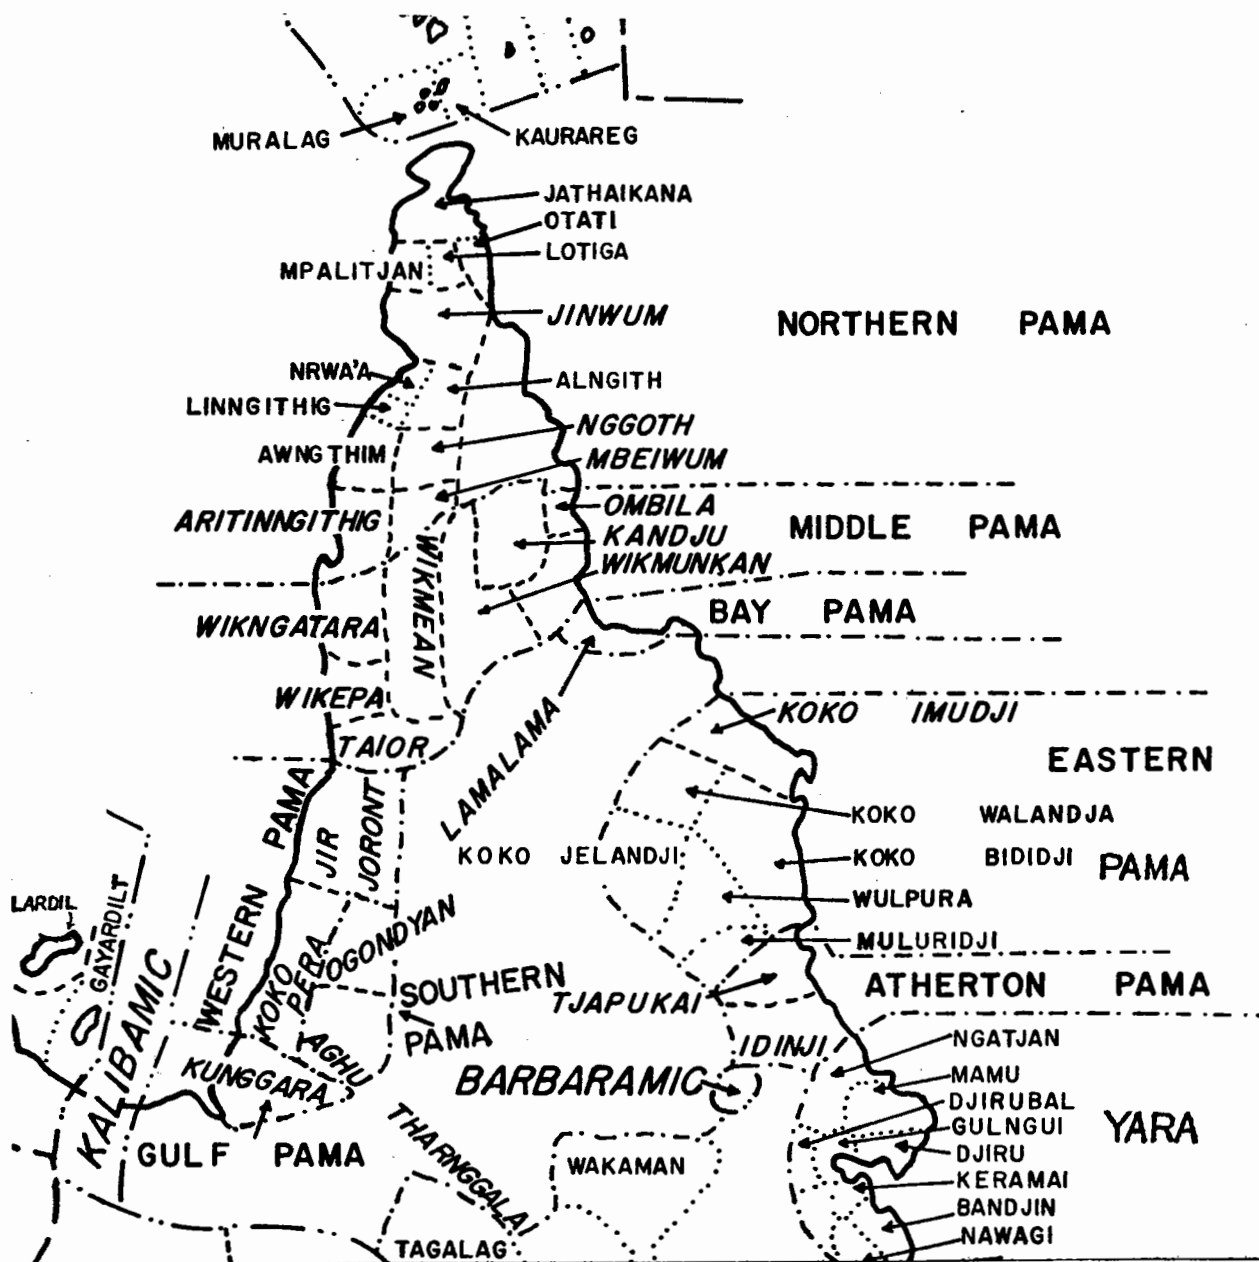 MURALAG
KAURAREG
JATHAIKANA
OTATI
LOTIGA
MPALITJAN
JINWUM
NORTHERN PAMA
NRWA'A
ALNGITH
LINNGITHIG
NGGOTH
AWNGTHIM
MBEIWUM
OMBILA
ARITINNGITHIG
KANDJU
MIDDLE PAMA
WIKMUNKAN
WIKMEAN
BAY PAMA
WIKNGATARA
WIKEPA
KOKO IMUDJI
TAIOR
LAMALAMA
EASTERN
PAMA
KOKO WALANDJA
JIR
JORONT
KOKO JELANDJI
KOKO BIDIDJI
WULPURA
LARDIL
GAYARDILT
WESTERN
PAMA
MULURIDJI
KOKO
PERA
OGONDYAN
SOUTHERN
PAMA
TJAPUKAI
ATHERTON PAMA
KALIBAMIC
AGHU
KUNGGARA
IDINJI
NGATJAN
BARBARAMIC
MAMU
DJIRUBAL
GULNGUI
YARA
DJIRU
GULF PAMA
THARNGGALAI
WAKAMAN
KERAMAI
BANDJIN
NAWAGI
TAGALAG